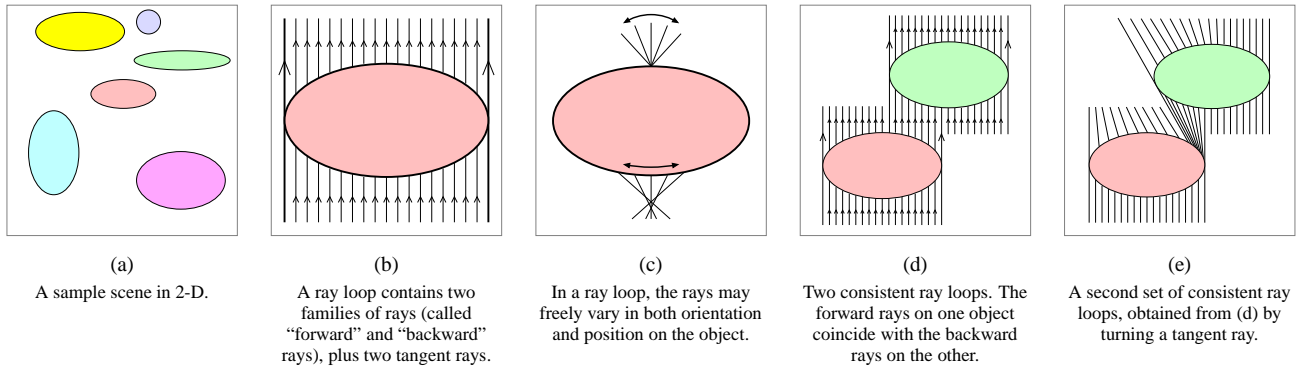 (a)
A sample scene in 2-D.
(b)
A ray loop contains two
families of rays (called
“forward” and “backward”
rays), plus two tangent rays.
(c)
In a ray loop, the rays may
freely vary in both orientation
and position on the object.
(d)
Two consistent ray loops. The
forward rays on one object
coincide with the backward
rays on the other.
(e)
A second set of consistent ray
loops, obtained from (d) by
turning a tangent ray.